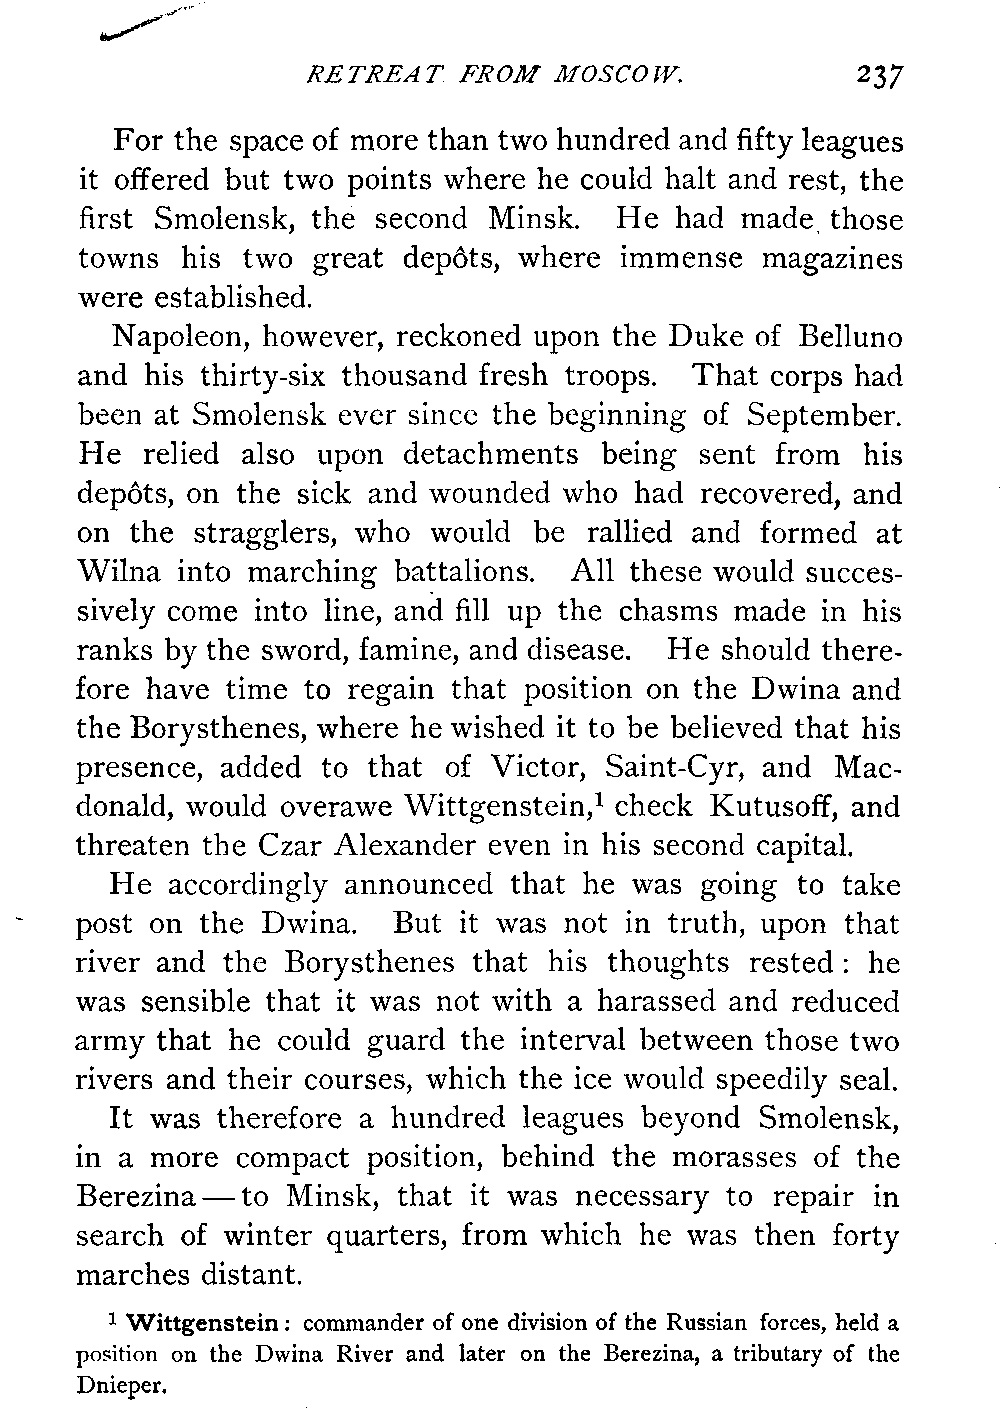 RETREAT FROM MOSCOW. 237
For the space of more than two hundred and fifty leagues
it offered but two points where he could halt and rest, the
first Smolensk, the second Minsk. He had made those
towns his two great depôts, where immense magazines
were established.
Napoleon, however, reckoned upon the Duke of Belluno
and his thirty-six thousand fresh troops. That corps had
been at Smolensk ever since the beginning of September.
He relied also upon detachments being sent from his
depôts, on the sick and wounded who had recovered, and
on the stragglers, who would be rallied and formed at
Wilna into marching battalions. All these would succes-
sively come into line, and fill up the chasms made in his
ranks by the sword, famine, and disease. He should there-
fore have time to regain that position on the Dwina and
the Borysthenes, where he wished it to be believed that his
presence, added to that of Victor, Saint-Cyr, and Mac-
donald, would overawe Wittgenstein,¹ check Kutusoff, and
threaten the Czar Alexander even in his second capital.
He accordingly announced that he was going to take
post on the Dwina. But it was not in truth, upon that
river and the Borysthenes that his thoughts rested : he
was sensible that it was not with a harassed and reduced
army that he could guard the interval between those two
rivers and their courses, which the ice would speedily seal.
It was therefore a hundred leagues beyond Smolensk,
in a more compact position, behind the morasses of the
Berezina — to Minsk, that it was necessary to repair in
search of winter quarters, from which he was then forty
marches distant.
¹ Wittgenstein : commander of one division of the Russian forces, held a
position on the Dwina River and later on the Berezina, a tributary of the
Dnieper.